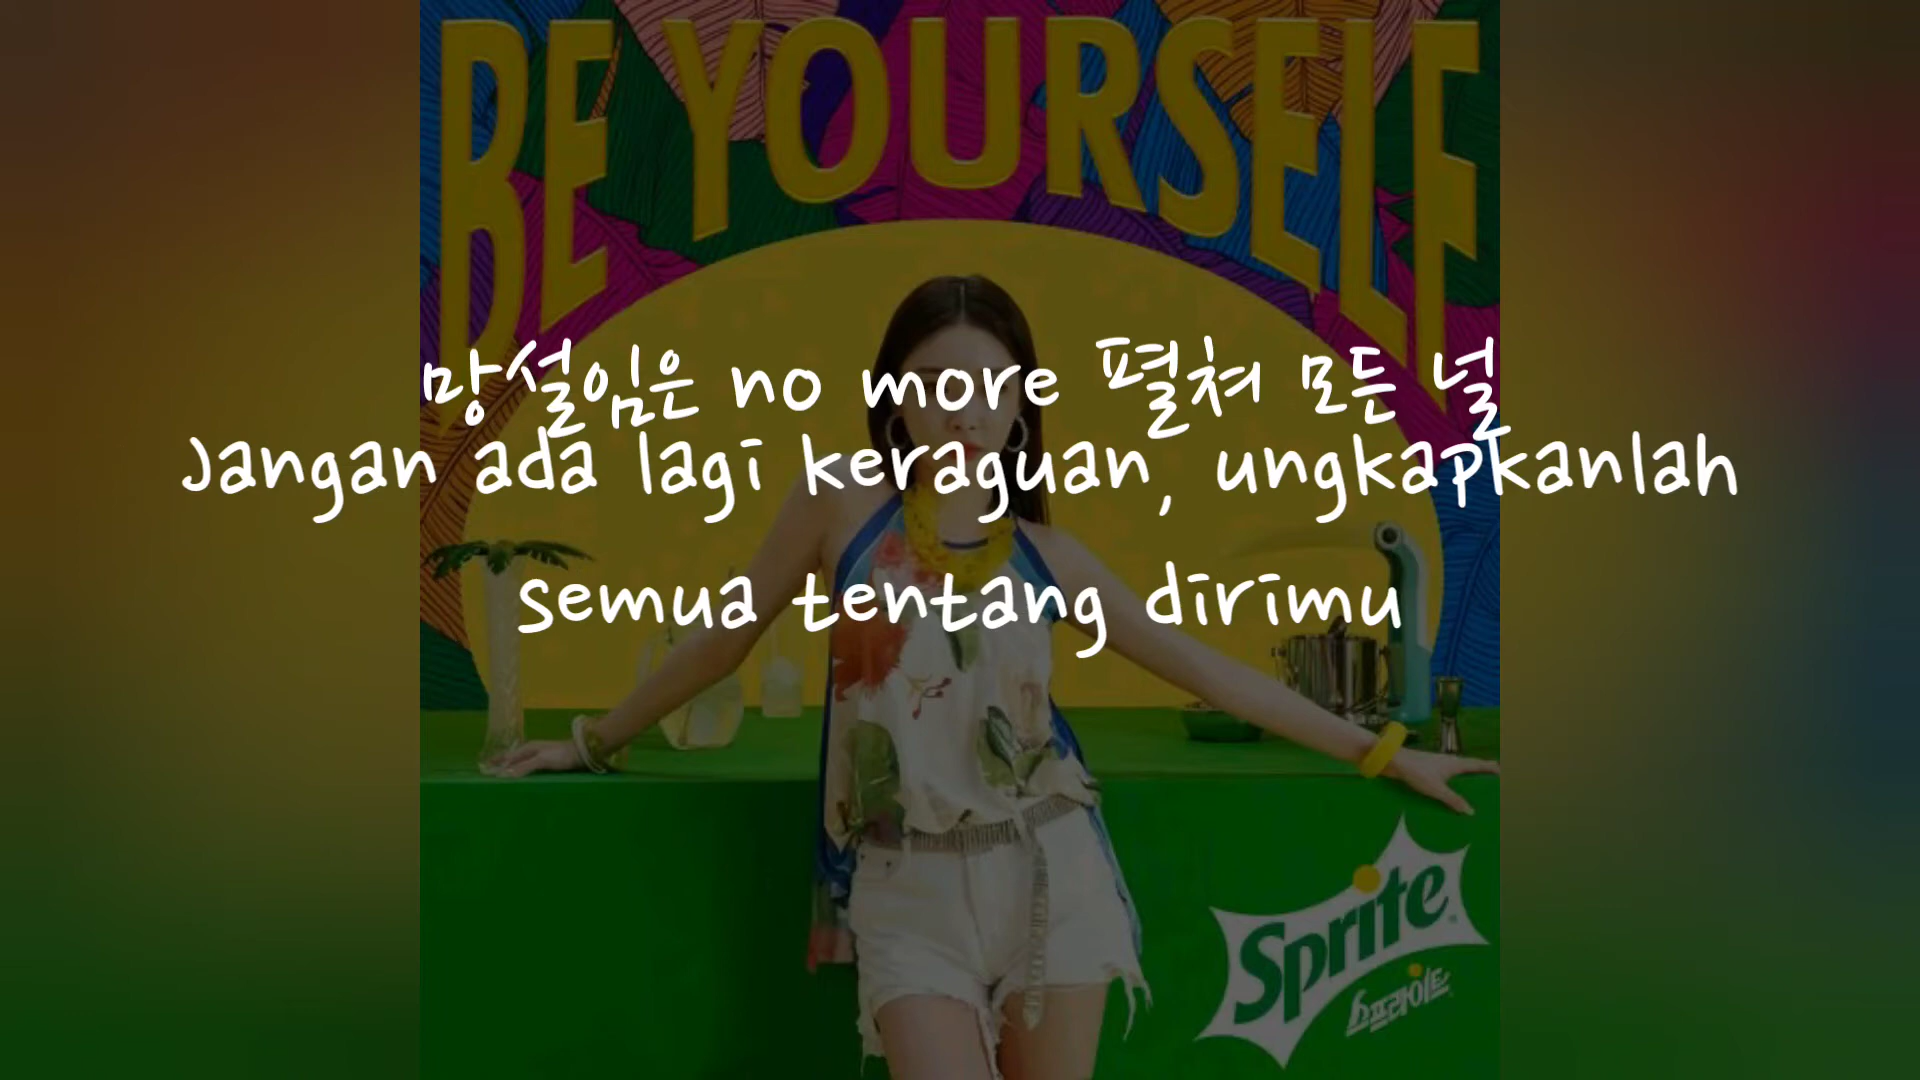 BE YOURSELF
망설임은 no more 펼쳐 모든 널
Jangan ada lagi keraguan, ungkapkanlah
semua tentang dirimu
Sprite
스프라이트